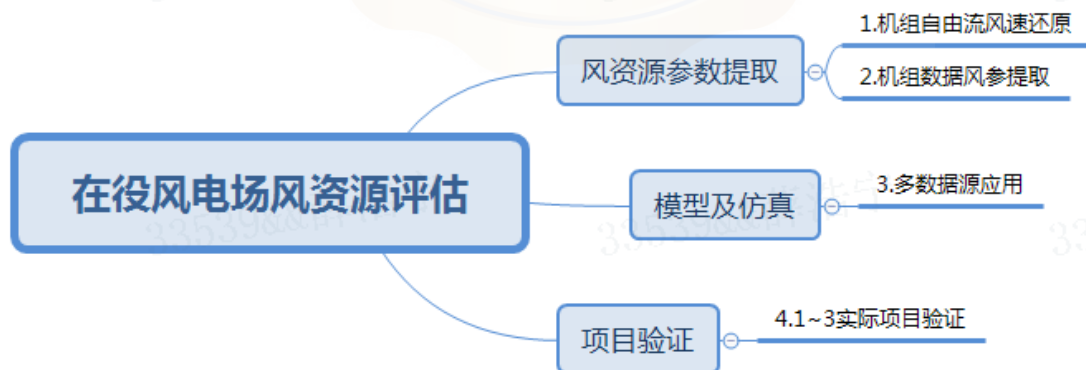 1.机组自由流风速还原
风资源参数提取
2.机组数据风参提取
在役风电场风资源评估
模型及仿真
3.多数据源应用
项目验证
4.1~3实际项目验证